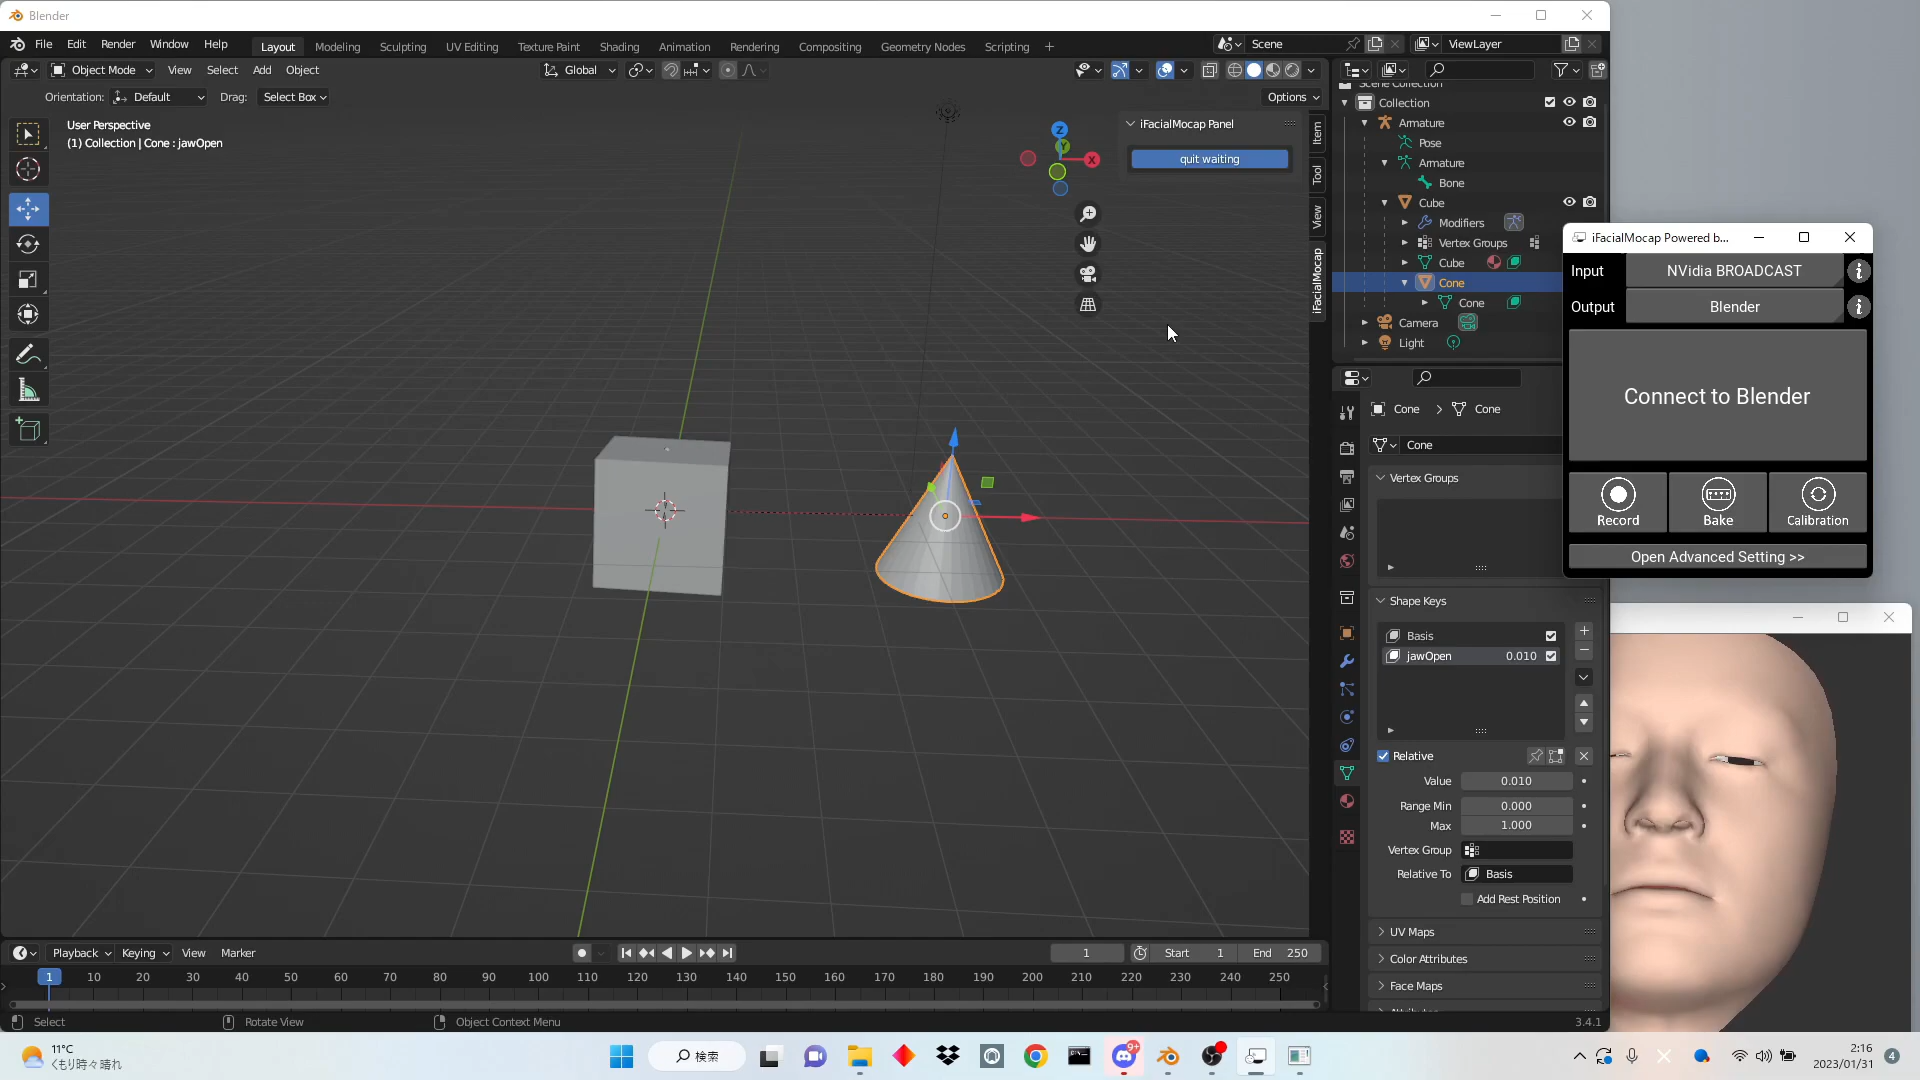 Blender
File Edit Render Window Help
Layout Modeling Sculpting UV Editing Texture Paint Shading Animation Rendering Compositing Geometry Nodes Scripting +
Scene
ViewLayer
Object Mode View Select Add Object
Global
Orientation: Default Drag: Select Box
Options
User Perspective
(1) Collection | Cone : jawOpen
iFacialMocap Panel
quit waiting
Z
Y
X
Item
Tool
View
iFacialMocap
Collection
Armature
Pose
Armature
Bone
Cube
Modifiers
Vertex Groups
Cube
Cone
Cone
Camera
Light
iFacialMocap Powered b...
Input NVidia BROADCAST
Output Blender
Connect to Blender
Record Bake Calibration
Open Advanced Setting >>
Cone > Cone
Cone
Vertex Groups
Shape Keys
Basis
jawOpen 0.010
Relative
Value 0.010
Range Min 0.000
Max 1.000
Vertex Group
Relative To Basis
Add Rest Position
UV Maps
Color Attributes
Face Maps
Playback Keying View Marker
1 Start 1 End 250
1 10 20 30 40 50 60 70 80 90 100 110 120 130 140 150 160 170 180 190 200 210 220 230 240 250
Select Rotate View Object Context Menu
3.4.1
11°C
くもり時々晴れ
検索
9+
2:16
2023/01/31
4